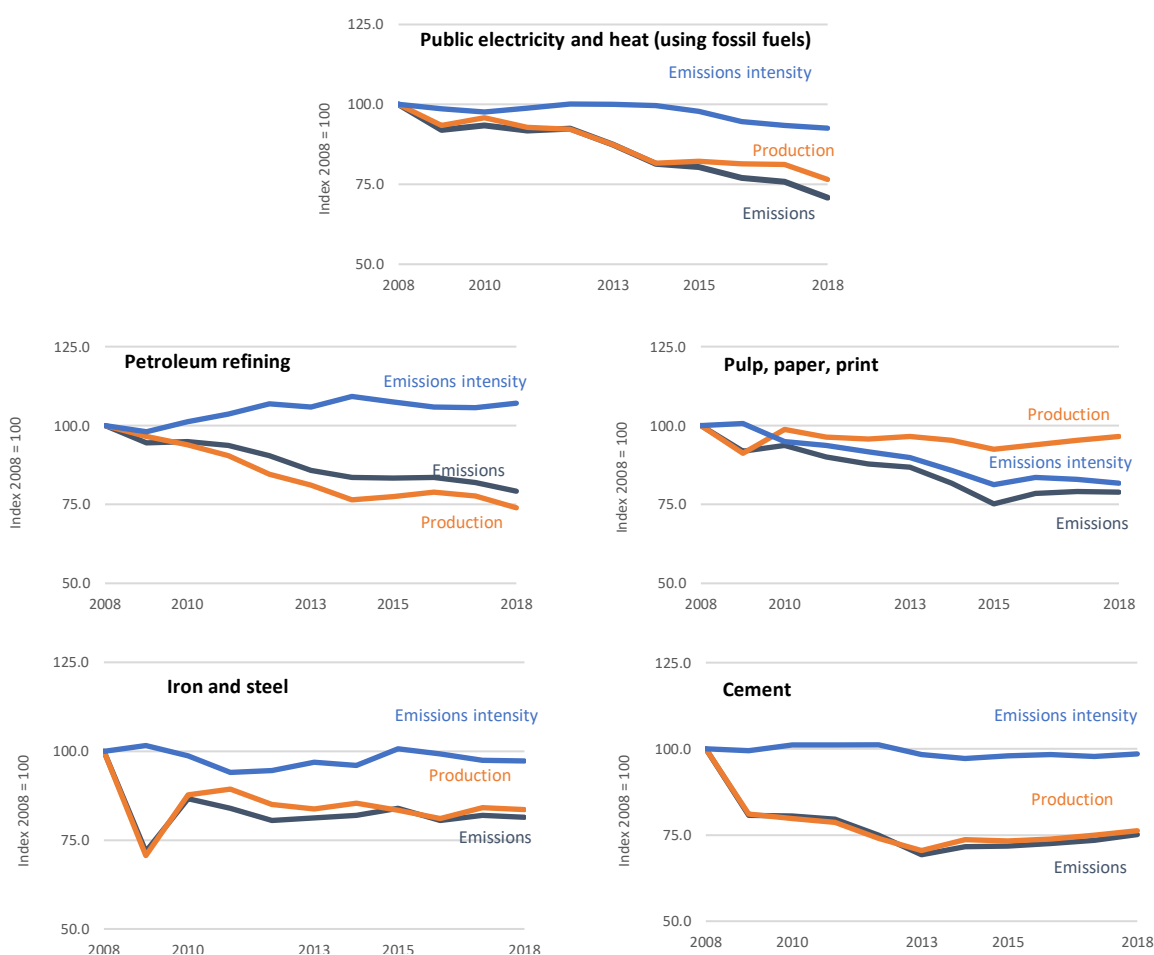 Public electricity and heat (using fossil fuels)
Index 2008 = 100
125.0
100.0
75.0
50.0
Emissions intensity
Production
Emissions
2008 2010 2013 2015 2018
Petroleum refining
Index 2008 = 100
125.0
100.0
75.0
50.0
Emissions intensity
Emissions
Production
2008 2010 2013 2015 2018
Pulp, paper, print
Index 2008 = 100
125.0
100.0
75.0
50.0
Production
Emissions intensity
Emissions
2008 2010 2013 2015 2018
Iron and steel
Index 2008 = 100
125.0
100.0
75.0
50.0
Emissions intensity
Production
Emissions
2008 2010 2013 2015 2018
Cement
Index 2008 = 100
125.0
100.0
75.0
50.0
Emissions intensity
Production
Emissions
2008 2010 2013 2015 2018